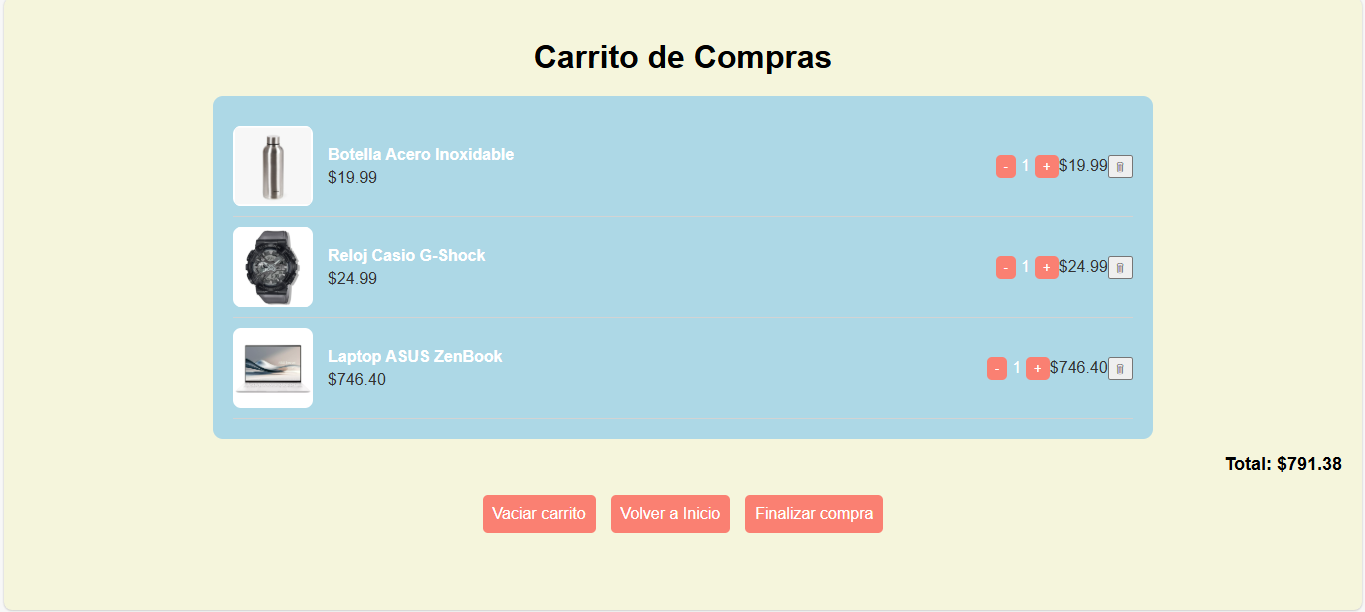 Carrito de Compras
Botella Acero Inoxidable
$19.99
- 1 + $19.99
Reloj Casio G-Shock
$24.99
- 1 + $24.99
Laptop ASUS ZenBook
$746.40
- 1 + $746.40
Total: $791.38
Vaciar carrito Volver a Inicio Finalizar compra